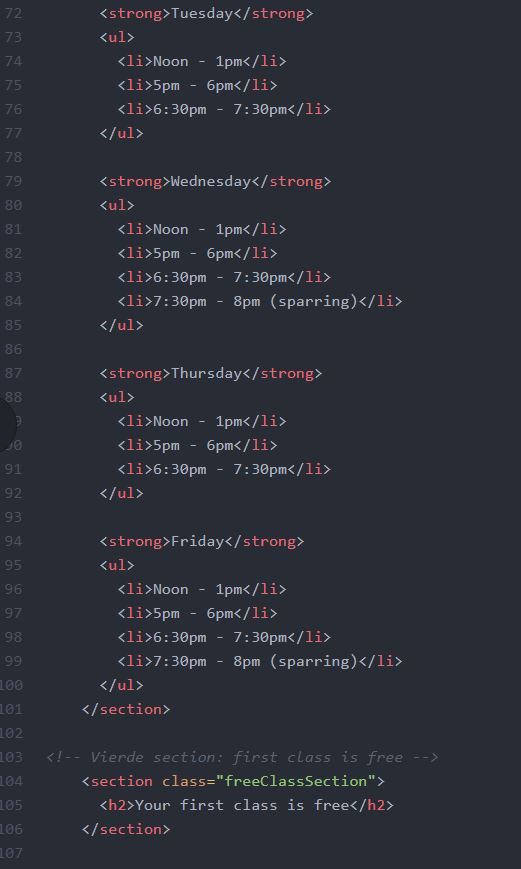 72 <strong>Tuesday</strong>
73 <ul>
74 <li>Noon - 1pm</li>
75 <li>5pm - 6pm</li>
76 <li>6:30pm - 7:30pm</li>
77 </ul>
78
79 <strong>Wednesday</strong>
80 <ul>
81 <li>Noon - 1pm</li>
82 <li>5pm - 6pm</li>
83 <li>6:30pm - 7:30pm</li>
84 <li>7:30pm - 8pm (sparring)</li>
85 </ul>
86
87 <strong>Thursday</strong>
88 <ul>
9 <li>Noon - 1pm</li>
0 <li>5pm - 6pm</li>
91 <li>6:30pm - 7:30pm</li>
92 </ul>
93
94 <strong>Friday</strong>
95 <ul>
96 <li>Noon - 1pm</li>
97 <li>5pm - 6pm</li>
98 <li>6:30pm - 7:30pm</li>
99 <li>7:30pm - 8pm (sparring)</li>
100 </ul>
101 </section>
102
103 <!-- Vierde section: first class is free -->
104 <section class="freeClassSection">
105 <h2>Your first class is free</h2>
106 </section>
107